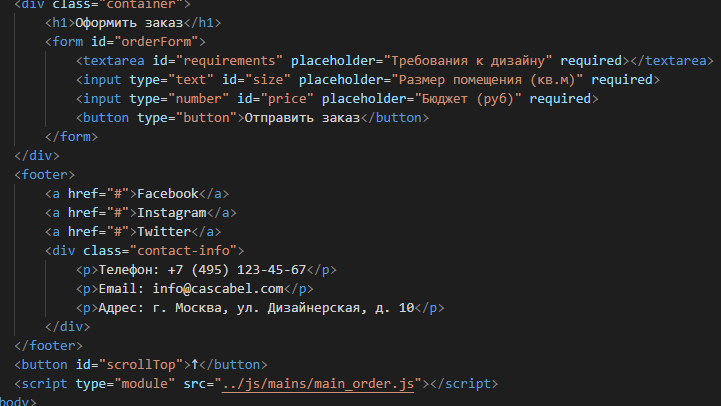 <div class="container">
<h1>Оформить заказ</h1>
<form id="orderForm">
<textarea id="requirements" placeholder="Требования к дизайну" required></textarea>
<input type="text" id="size" placeholder="Размер помещения (кв.м)" required>
<input type="number" id="price" placeholder="Бюджет (руб)" required>
<button type="button">Отправить заказ</button>
</form>
</div>
<footer>
<a href="#">Facebook</a>
<a href="#">Instagram</a>
<a href="#">Twitter</a>
<div class="contact-info">
<p>Телефон: +7 (495) 123-45-67</p>
<p>Email: info@cascabel.com</p>
<p>Адрес: г. Москва, ул. Дизайнерская, д. 10</p>
</div>
</footer>
<button id="scrollTop">↑</button>
<script type="module" src="../js/mains/main_order.js"></script>
body>